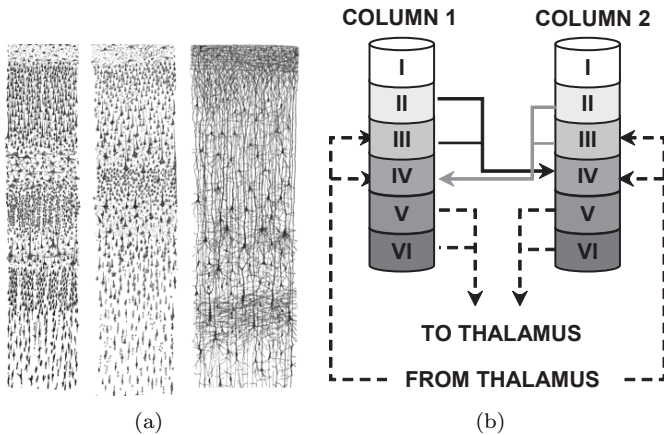 COLUMN 1
COLUMN 2
I
II
III
IV
V
VI
I
II
III
IV
V
VI
TO THALAMUS
FROM THALAMUS
(a)
(b)